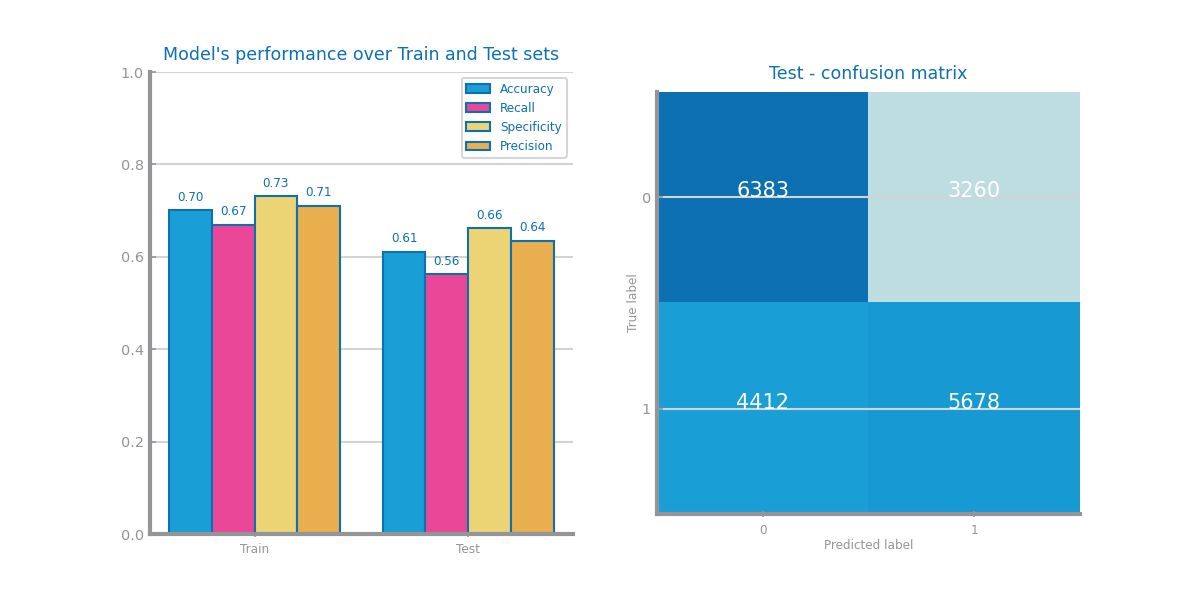 Model's performance over Train and Test sets
1.0
0.8
0.6
0.4
0.2
0.0
Accuracy
Recall
Specificity
Precision
0.70
0.67
0.73
0.71
0.61
0.56
0.66
0.64
Train
Test
Test - confusion matrix
True label
0
1
6383
3260
4412
5678
0
1
Predicted label